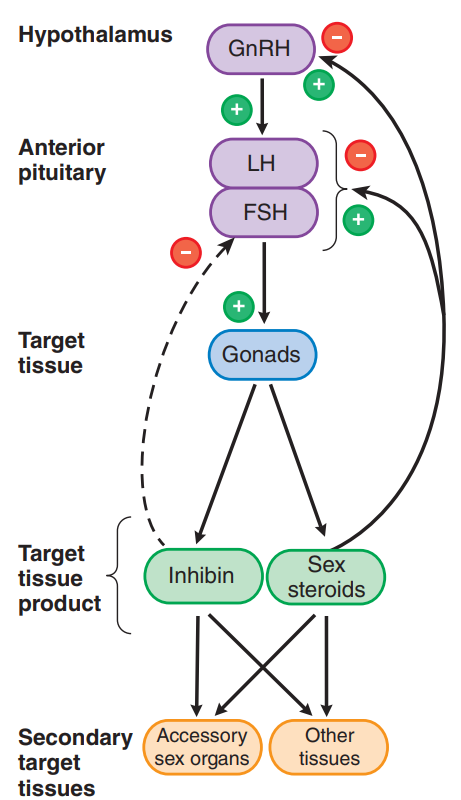 Hypothalamus
GnRH
−
+
+
Anterior
pituitary
LH
FSH
−
+
−
+
Target
tissue
Gonads
Target
tissue
product
Inhibin
Sex
steroids
Secondary
target
tissues
Accessory
sex organs
Other
tissues